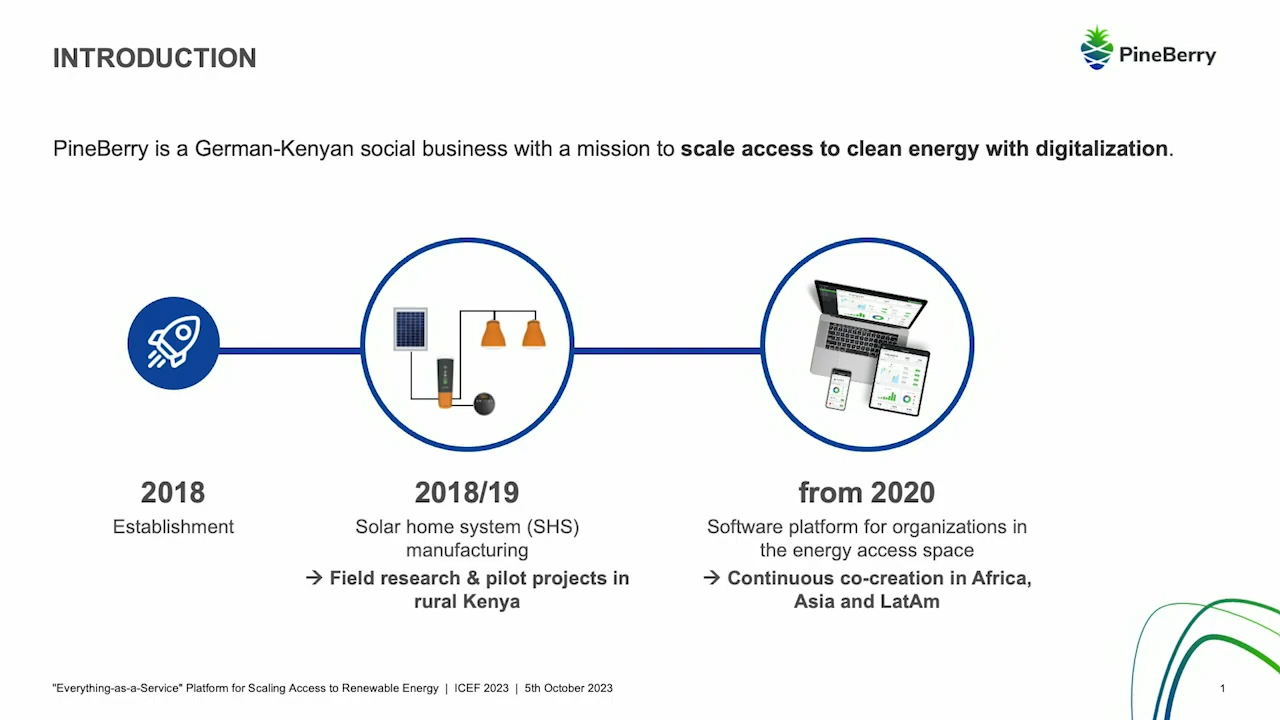 INTRODUCTION
PineBerry
PineBerry is a German-Kenyan social business with a mission to scale access to clean energy with digitalization.
2018
Establishment
2018/19
Solar home system (SHS)
manufacturing
→ Field research & pilot projects in
rural Kenya
from 2020
Software platform for organizations in
the energy access space
→ Continuous co-creation in Africa,
Asia and LatAm
"Everything-as-a-Service" Platform for Scaling Access to Renewable Energy | ICEF 2023 | 5th October 2023
1